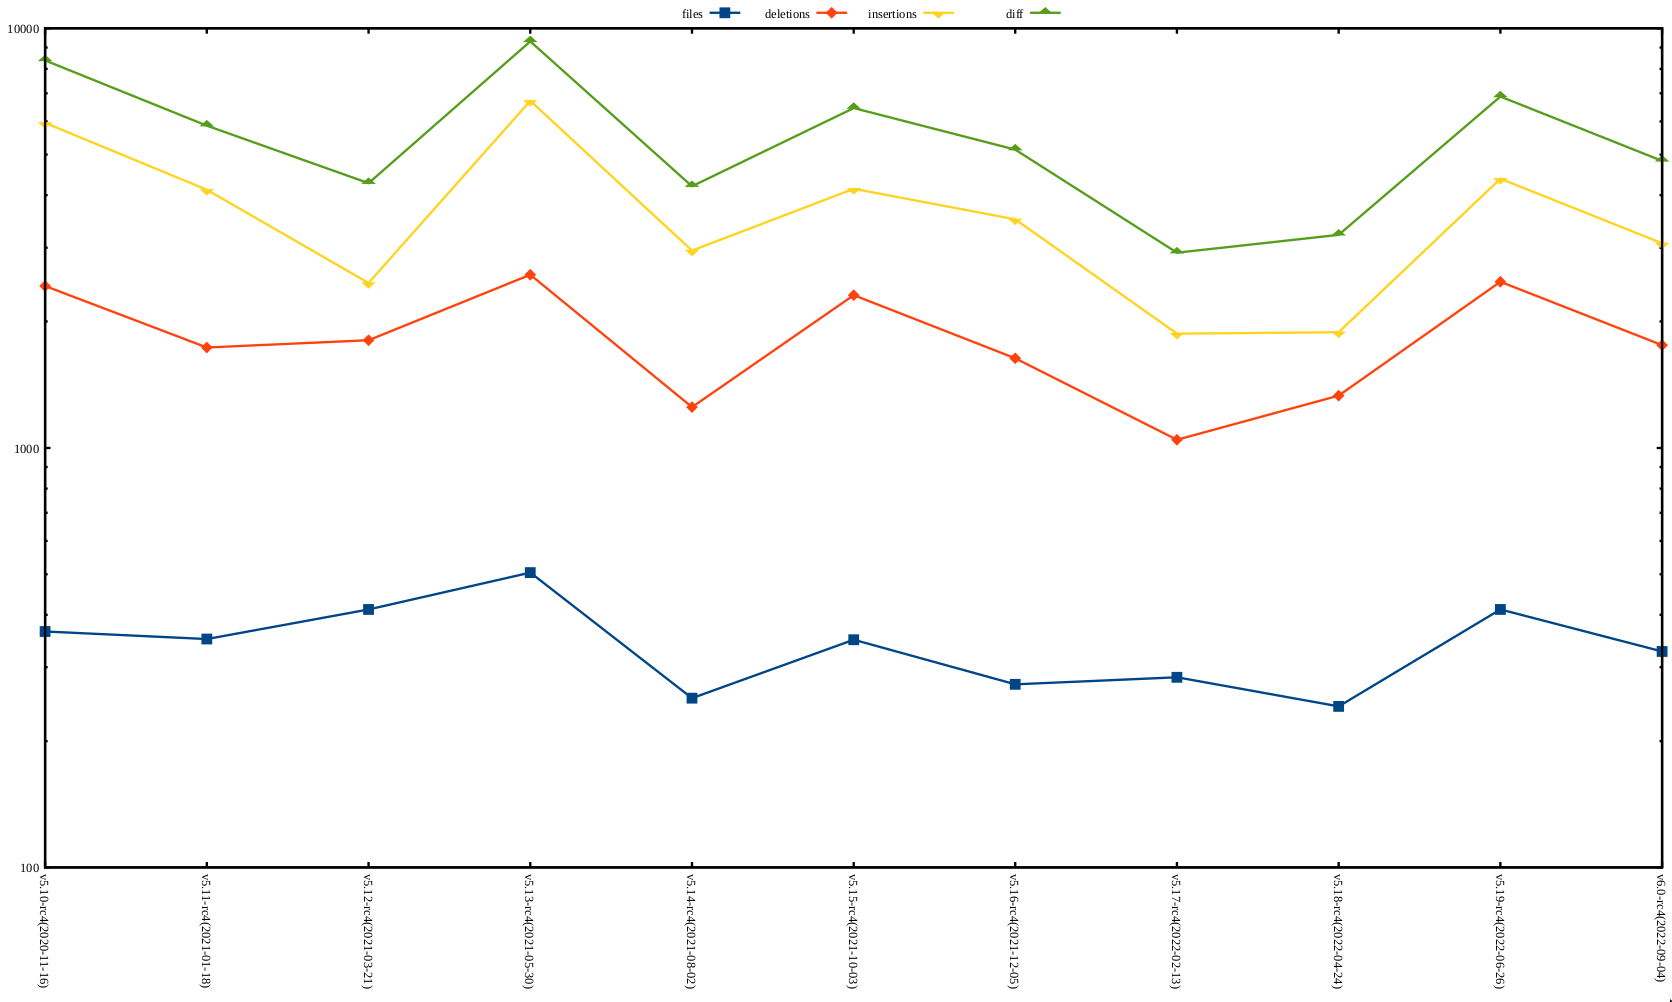 files deletions insertions diff
10000
1000
100
v5.10-rc4(2020-11-16)
v5.11-rc4(2021-01-18)
v5.12-rc4(2021-03-21)
v5.13-rc4(2021-05-30)
v5.14-rc4(2021-08-02)
v5.15-rc4(2021-10-03)
v5.16-rc4(2021-12-05)
v5.17-rc4(2022-02-13)
v5.18-rc4(2022-04-24)
v5.19-rc4(2022-06-26)
v6.0-rc4(2022-09-04)